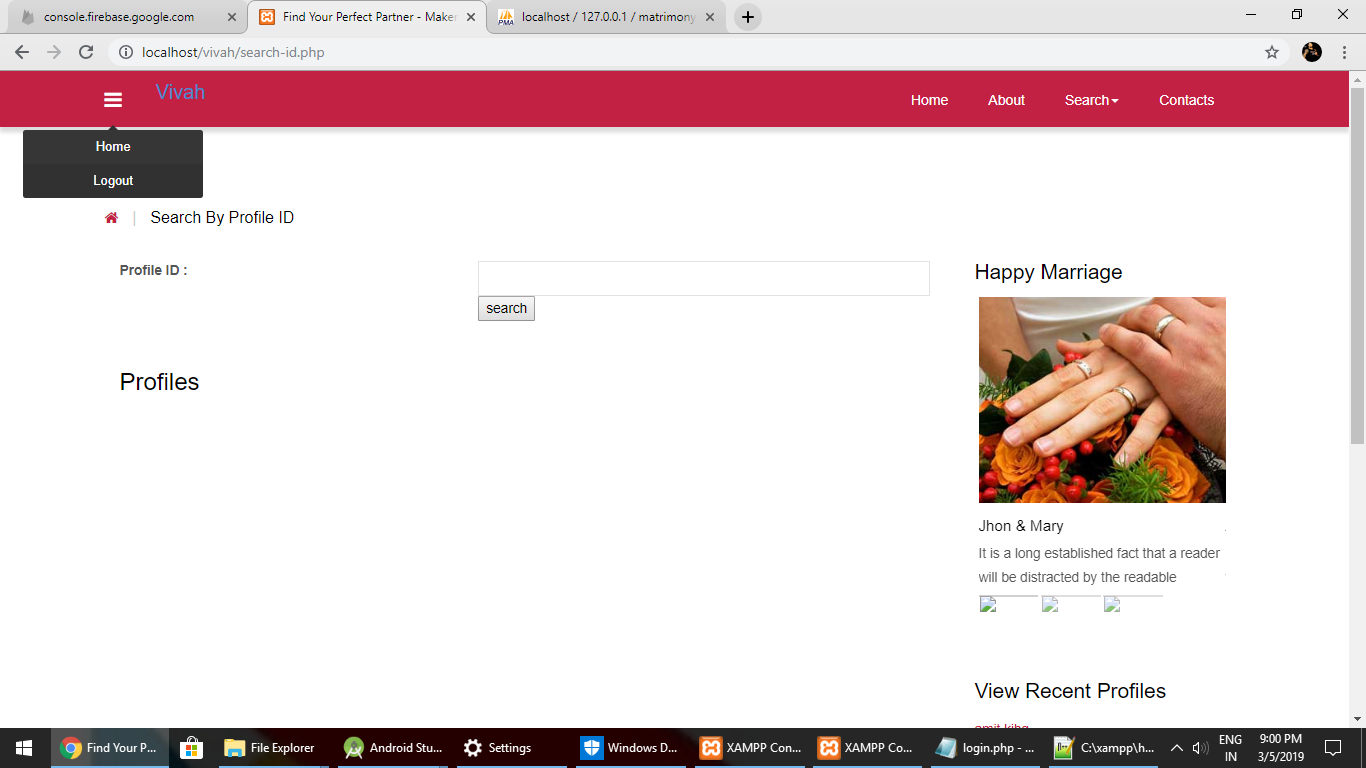 console.firebase.google.com
Find Your Perfect Partner - Maker
localhost / 127.0.0.1 / matrimony
PMA
localhost/vivah/search-id.php
Vivah
Home
About
Search
Contacts
Home
Logout
| Search By Profile ID
Profile ID :
search
Profiles
Happy Marriage
Jhon & Mary
It is a long established fact that a reader
will be distracted by the readable
View Recent Profiles
Find Your P...
File Explorer
Android Stu...
Settings
Windows D...
XAMPP Con...
XAMPP Co...
login.php - ...
C:\xampp\h...
ENG
IN
9:00 PM
3/5/2019